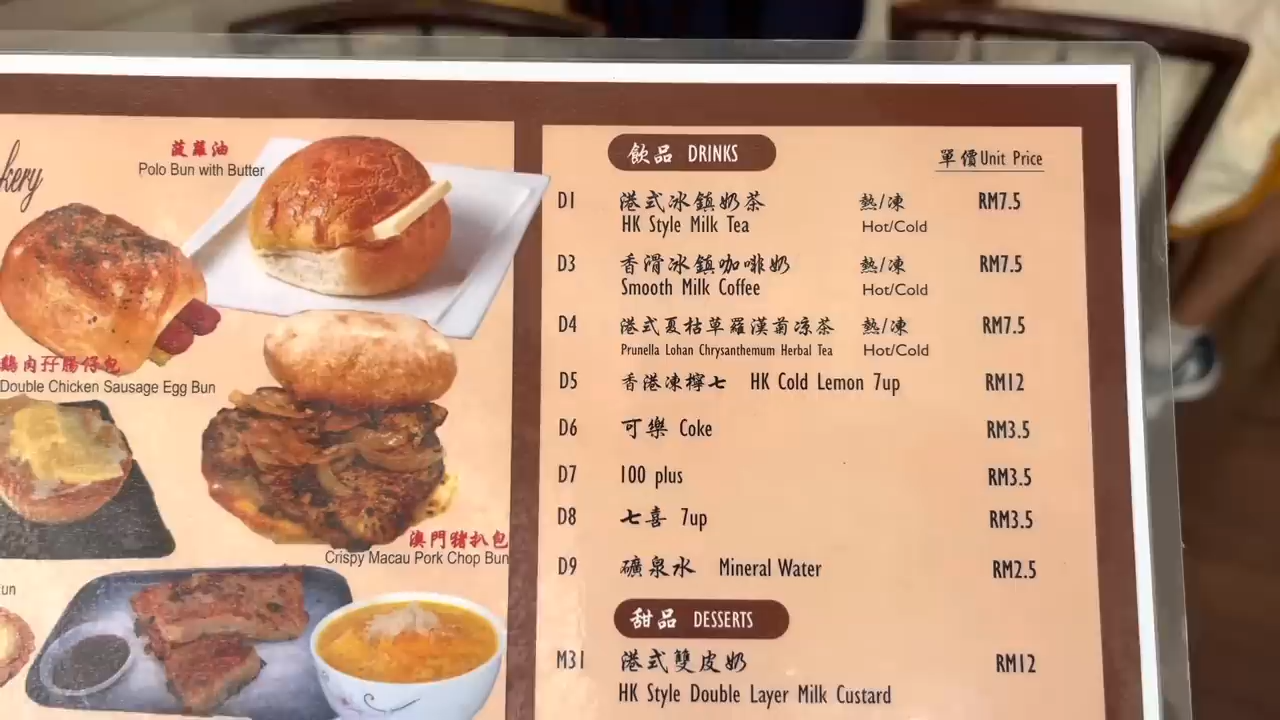 kery
菠蘿油
Polo Bun with Butter
鷄肉孖腸仔包
Double Chicken Sausage Egg Bun
澳門豬扒包
Crispy Macau Pork Chop Bun
飲品 DRINKS
單價Unit Price
D1 港式冰鎮奶茶 熱/凍 RM7.5
HK Style Milk Tea Hot/Cold
D3 香滑冰鎮咖啡奶 熱/凍 RM7.5
Smooth Milk Coffee Hot/Cold
D4 港式夏枯草羅漢菊凉茶 熱/凍 RM7.5
Prunella Lohan Chrysanthemum Herbal Tea Hot/Cold
D5 香港凍檸七 HK Cold Lemon 7up RM12
D6 可樂 Coke RM3.5
D7 100 plus RM3.5
D8 七喜 7up RM3.5
D9 礦泉水 Mineral Water RM2.5
甜品 DESSERTS
M31 港式雙皮奶 RM12
HK Style Double Layer Milk Custard